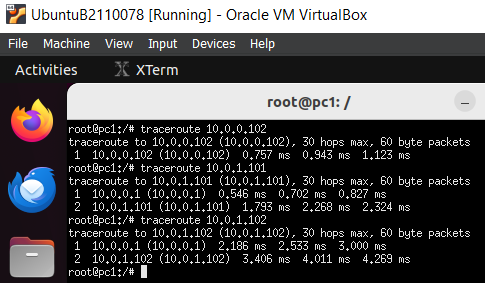 UbuntuB2110078 [Running] - Oracle VM VirtualBox
File Machine View Input Devices Help
Activities XTerm
root@pc1: /
root@pc1:/# traceroute 10.0.0.102
traceroute to 10.0.0.102 (10.0.0.102), 30 hops max, 60 byte packets
1 10.0.0.102 (10.0.0.102) 0.757 ms 0.943 ms 1.123 ms
root@pc1:/# traceroute 10.0.1.101
traceroute to 10.0.1.101 (10.0.1.101), 30 hops max, 60 byte packets
1 10.0.0.1 (10.0.0.1) 0.546 ms 0.702 ms 0.827 ms
2 10.0.1.101 (10.0.1.101) 1.793 ms 2.268 ms 2.324 ms
root@pc1:/# traceroute 10.0.1.102
traceroute to 10.0.1.102 (10.0.1.102), 30 hops max, 60 byte packets
1 10.0.0.1 (10.0.0.1) 2.186 ms 2.533 ms 3.000 ms
2 10.0.1.102 (10.0.1.102) 3.406 ms 4.011 ms 4.269 ms
root@pc1:/#